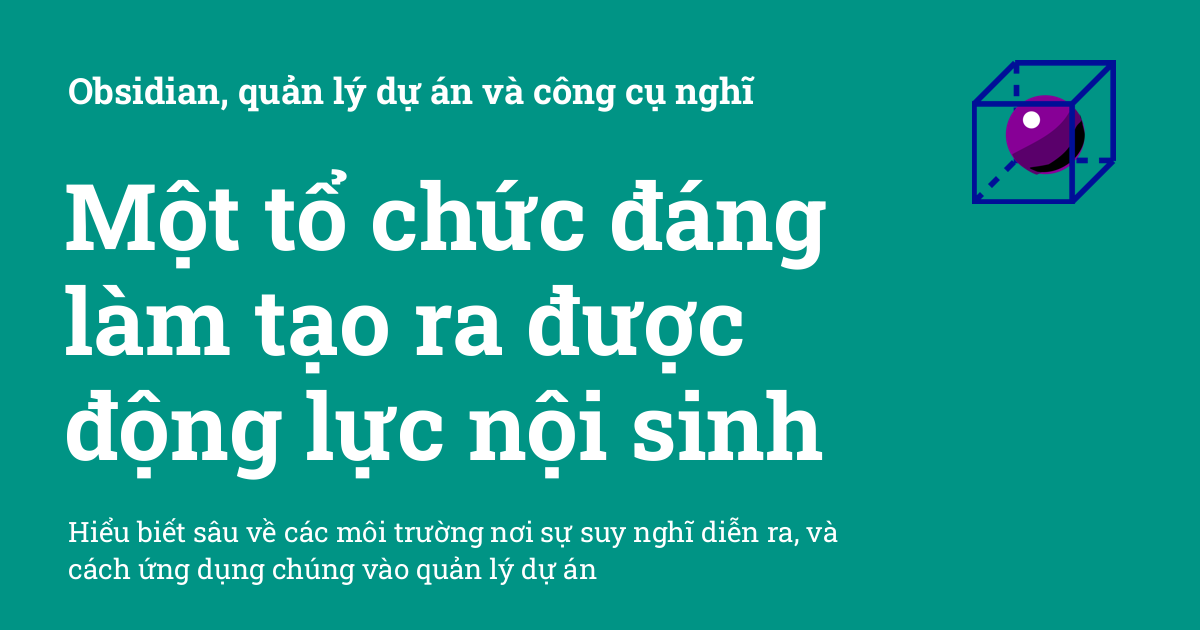 Obsidian, quản lý dự án và công cụ nghĩ
Một tổ chức đáng
làm tạo ra được
động lực nội sinh
Hiểu biết sâu về các môi trường nơi sự suy nghĩ diễn ra, và
cách ứng dụng chúng vào quản lý dự án